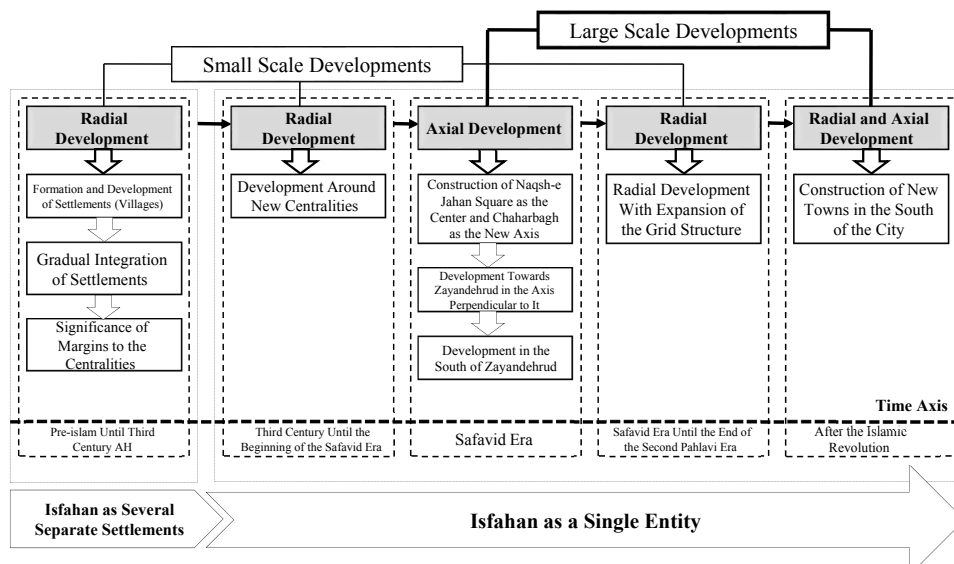 Large Scale Developments
Small Scale Developments
Radial
Development
Radial
Development
Axial Development
Radial
Development
Radial and Axial
Development
Formation and Development
of Settlements (Villages)
Gradual Integration
of Settlements
Significance of
Margins to the
Centralities
Development Around
New Centralities
Construction of Naqsh-e
Jahan Square as the
Center and Chaharbagh
as the New Axis
Development Towards
Zayandehrud in the Axis
Perpendicular to It
Development in the
South of Zayandehrud
Radial Development
With Expansion of
the Grid Structure
Construction of New
Towns in the South
of the City
Time Axis
Pre-islam Until Third
Century AH
Third Century Until the
Beginning of the Safavid Era
Safavid Era
Safavid Era Until the End of
the Second Pahlavi Era
After the Islamic
Revolution
Isfahan as Several
Separate Settlements
Isfahan as a Single Entity